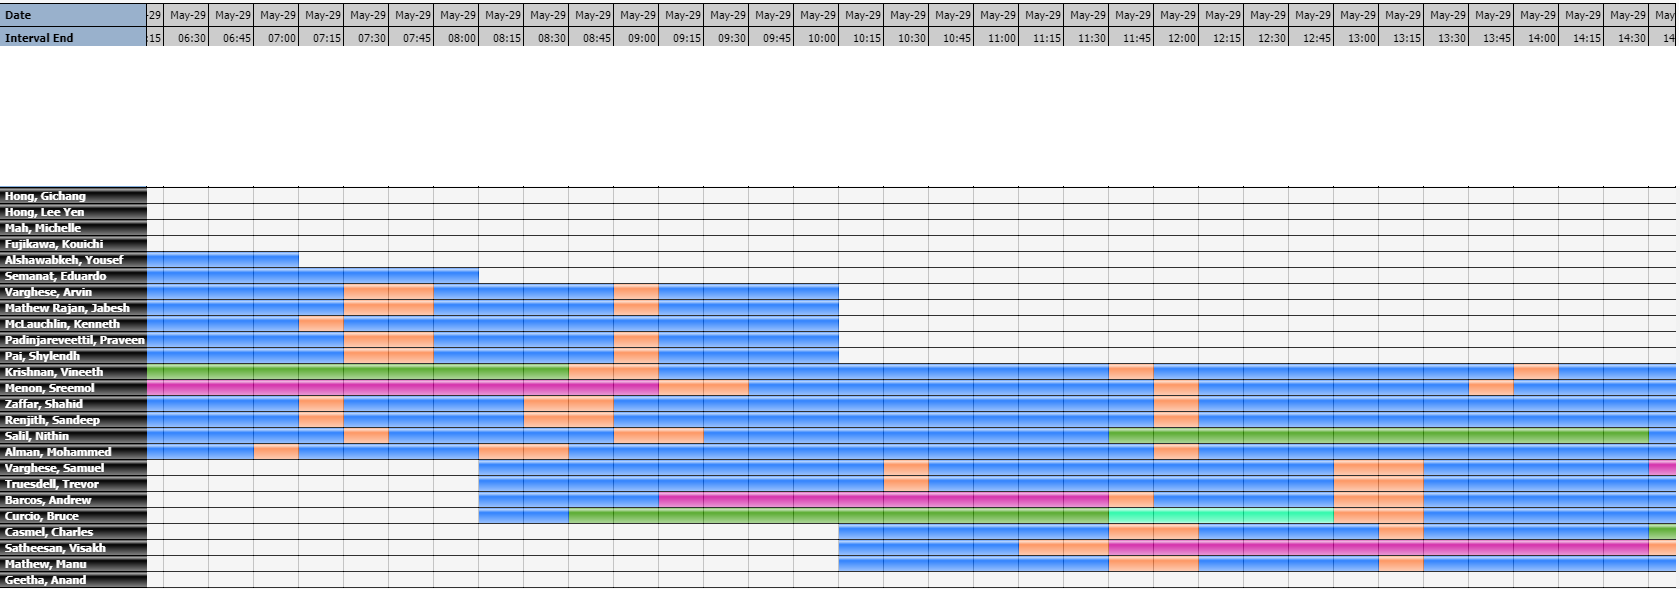 Date -29 May-29 May-29 May-29 May-29 May-29 May-29 May-29 May-29 May-29 May-29 May-29 May-29 May-29 May-29 May-29 May-29 May-29 May-29 May-29 May-29 May-29 May-29 May-29 May-29 May-29 May-29 May-29 May-29 May-29 May-29 May-29 May-29 May-29 May
Interval End :15 06:30 06:45 07:00 07:15 07:30 07:45 08:00 08:15 08:30 08:45 09:00 09:15 09:30 09:45 10:00 10:15 10:30 10:45 11:00 11:15 11:30 11:45 12:00 12:15 12:30 12:45 13:00 13:15 13:30 13:45 14:00 14:15 14:30 14
Hong, Gichang
Hong, Lee Yen
Mah, Michelle
Fujikawa, Kouichi
Alshawabkeh, Yousef
Semanat, Eduardo
Varghese, Arvin
Mathew Rajan, Jabesh
McLauchlin, Kenneth
Padinjareveettil, Praveen
Pai, Shylendh
Krishnan, Vineeth
Menon, Sreemol
Zaffar, Shahid
Renjith, Sandeep
Salil, Nithin
Alman, Mohammed
Varghese, Samuel
Truesdell, Trevor
Barcos, Andrew
Curcio, Bruce
Casmel, Charles
Satheesan, Visakh
Mathew, Manu
Geetha, Anand